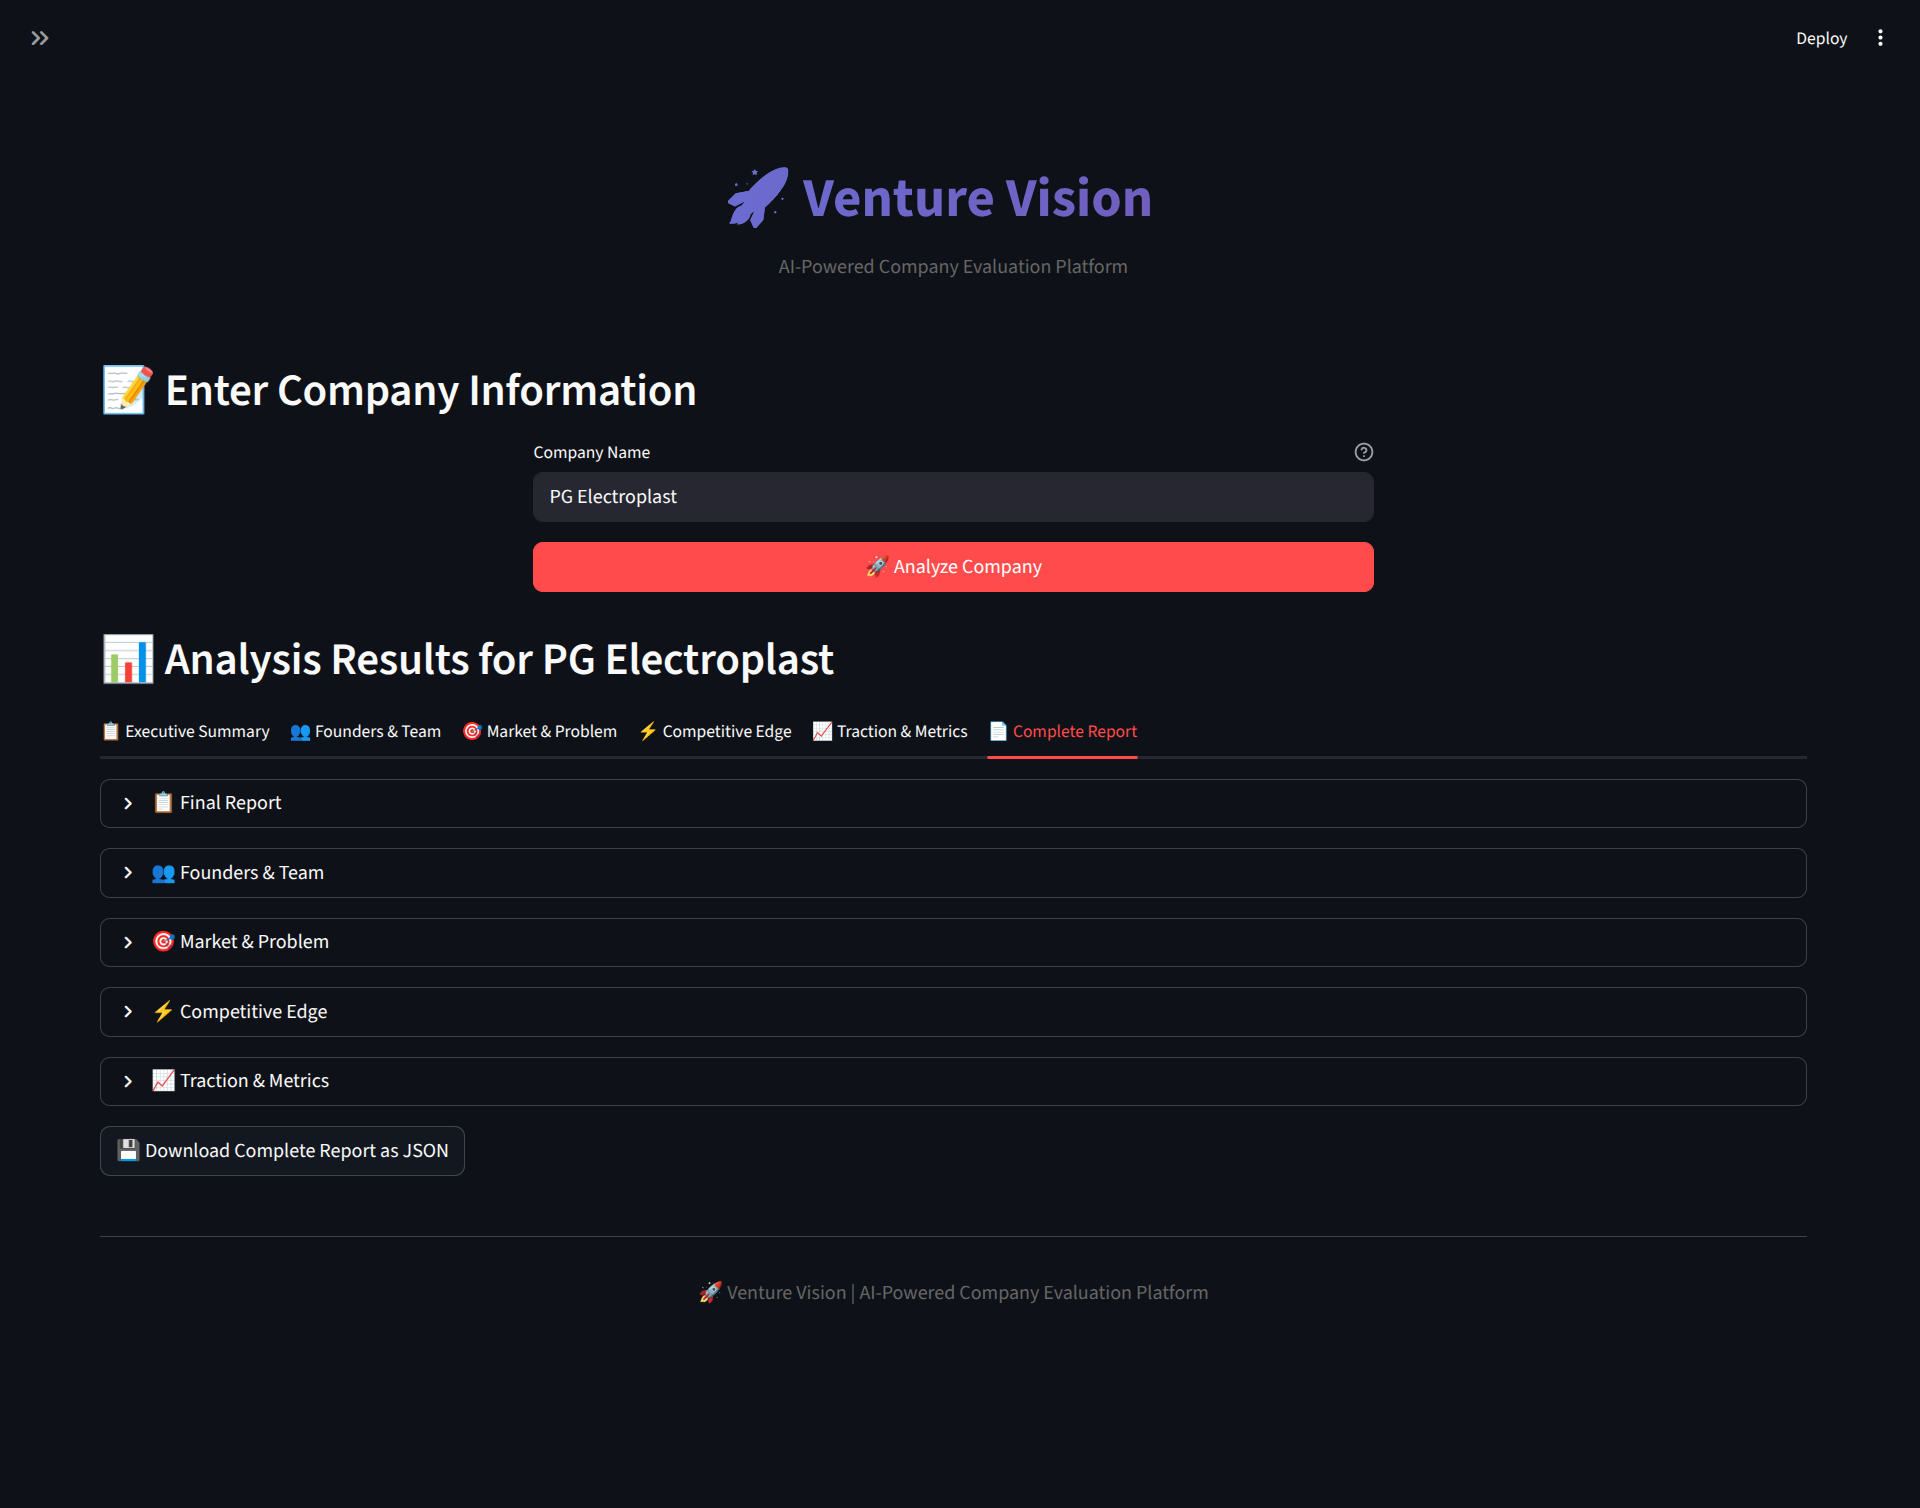 Deploy
🚀 Venture Vision
AI-Powered Company Evaluation Platform
📝 Enter Company Information
Company Name
PG Electroplast
🚀 Analyze Company
📊 Analysis Results for PG Electroplast
📋 Executive Summary 👥 Founders & Team 🎯 Market & Problem ⚡ Competitive Edge 📈 Traction & Metrics 📄 Complete Report
📋 Final Report
👥 Founders & Team
🎯 Market & Problem
⚡ Competitive Edge
📈 Traction & Metrics
💾 Download Complete Report as JSON
🚀 Venture Vision | AI-Powered Company Evaluation Platform